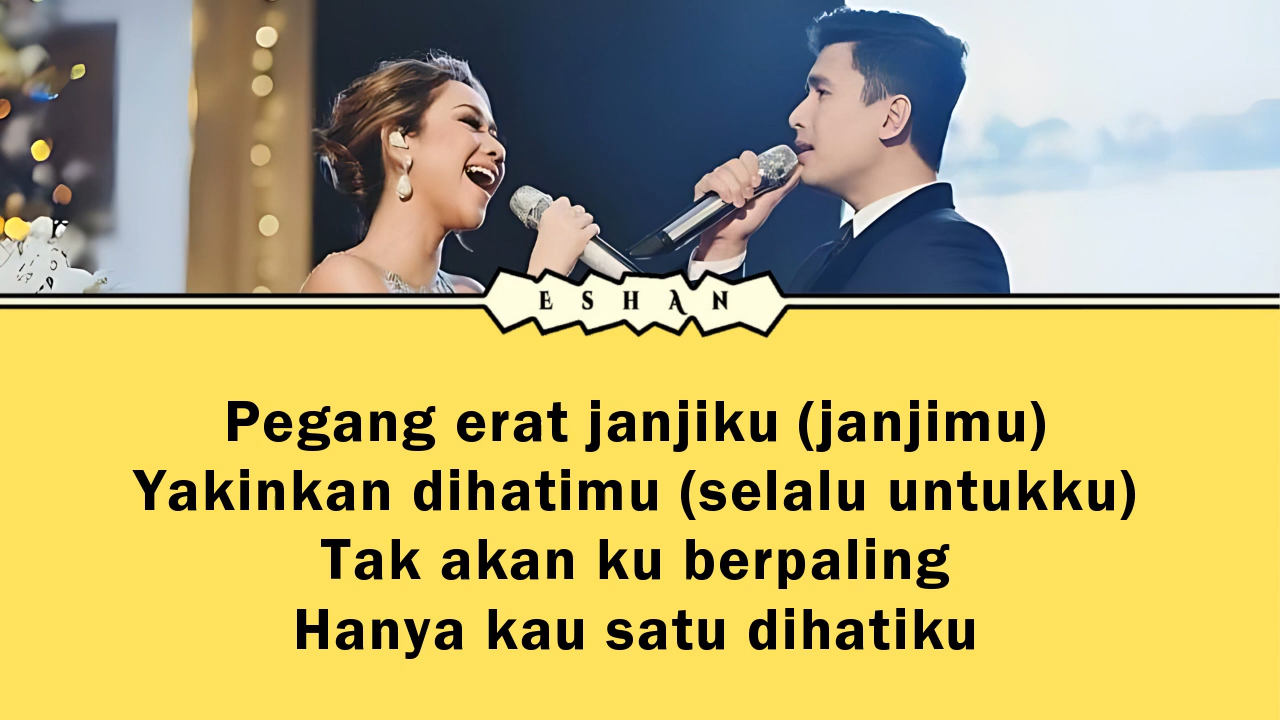 ESHAN
Pegang erat janjiku (janjimu)
Yakinkan dihatimu (selalu untukku)
Tak akan ku berpaling
Hanya kau satu dihatiku